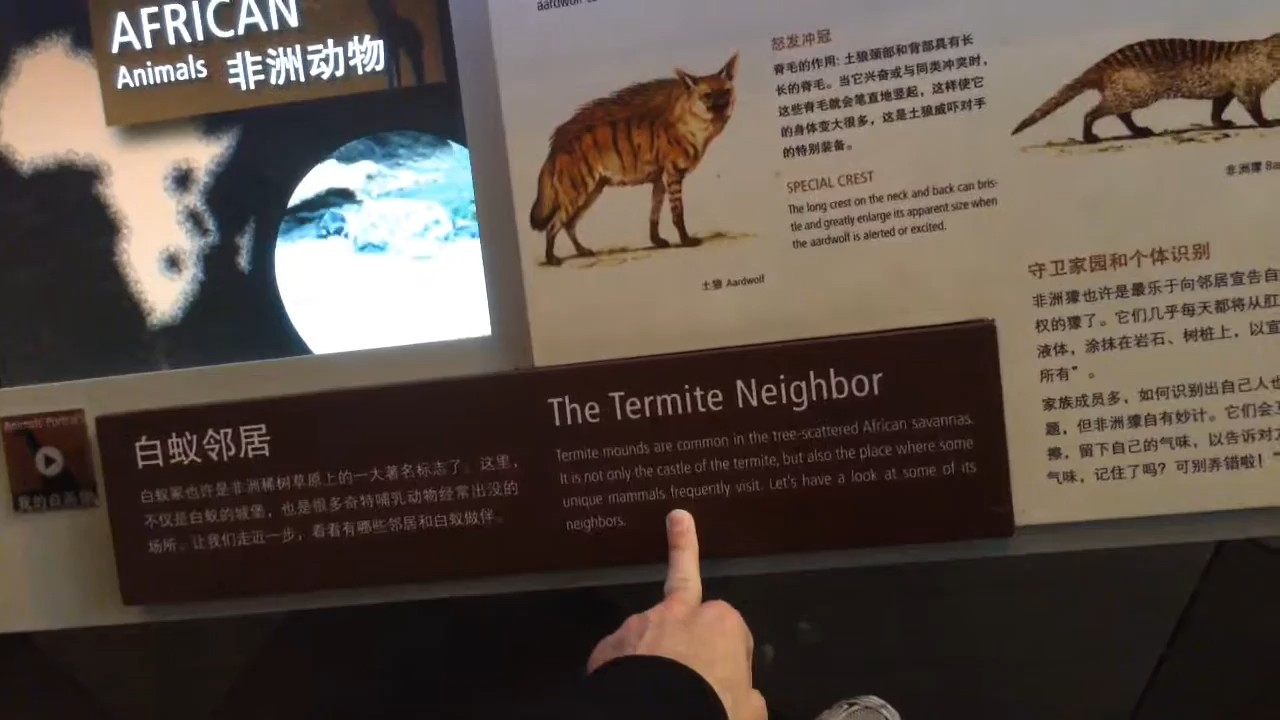 AFRICAN
Animals 非洲动物
怒发冲冠
脊毛的作用: 土狼颈部和背部具有长
长的脊毛。当它兴奋或与同类冲突时,
这些脊毛就会笔直地竖起, 这样使它
的身体变大很多, 这是土狼威吓对手
的特别装备。
SPECIAL CREST
The long crest on the neck and back can bris-
tle and greatly enlarge its apparent size when
the aardwolf is alerted or excited.
土狼 Aardwolf
非洲獴
守卫家园和个体识别
非洲獴也许是最乐于向邻居宣告自
权的獴了。它们几乎每天都将从肛
液体, 涂抹在岩石、树桩上, 以宣
所有”。
家族成员多, 如何识别出自己人也
题, 但非洲獴自有妙计。它们会
擦, 留下自己的气味, 以告诉对
气味, 记住了吗? 可别弄错啦! ”
白蚁邻居
白蚁冢也许是非洲稀树草原上的一大著名标志了。这里,
不仅是白蚁的城堡, 也是很多奇特哺乳动物经常出没的
场所。让我们走近一步, 看看有哪些邻居和白蚁做伴。
The Termite Neighbor
Termite mounds are common in the tree-scattered African savannas.
It is not only the castle of the termite, but also the place where some
unique mammals frequently visit. Let's have a look at some of its
neighbors.